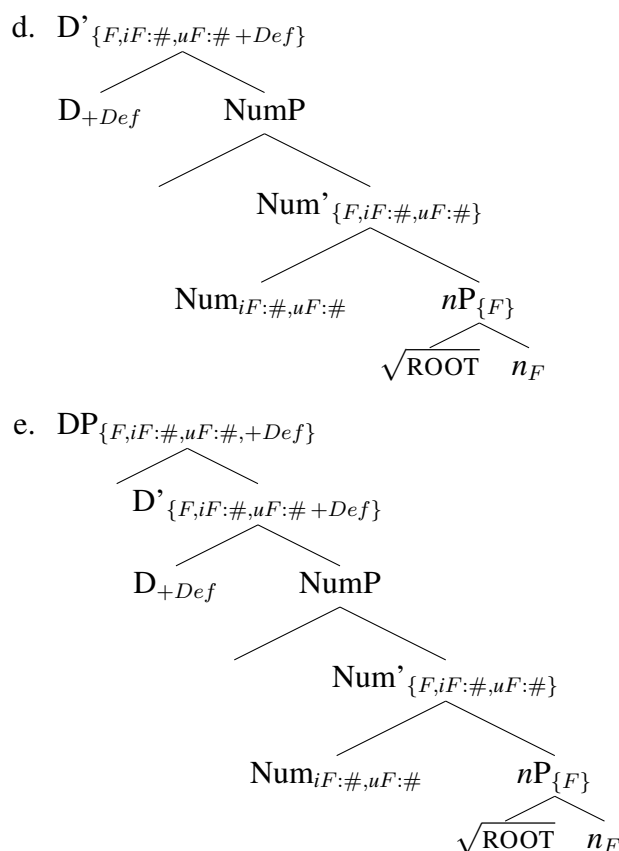 d. D’{F,iF:#,uF:# +Def}
D+Def NumP
Num’{F,iF:#,uF:#}
NumiF:#,uF:# nP{F}
√ROOT nF
e. DP{F,iF:#,uF:#,+Def}
D’{F,iF:#,uF:# +Def}
D+Def NumP
Num’{F,iF:#,uF:#}
NumiF:#,uF:# nP{F}
√ROOT nF